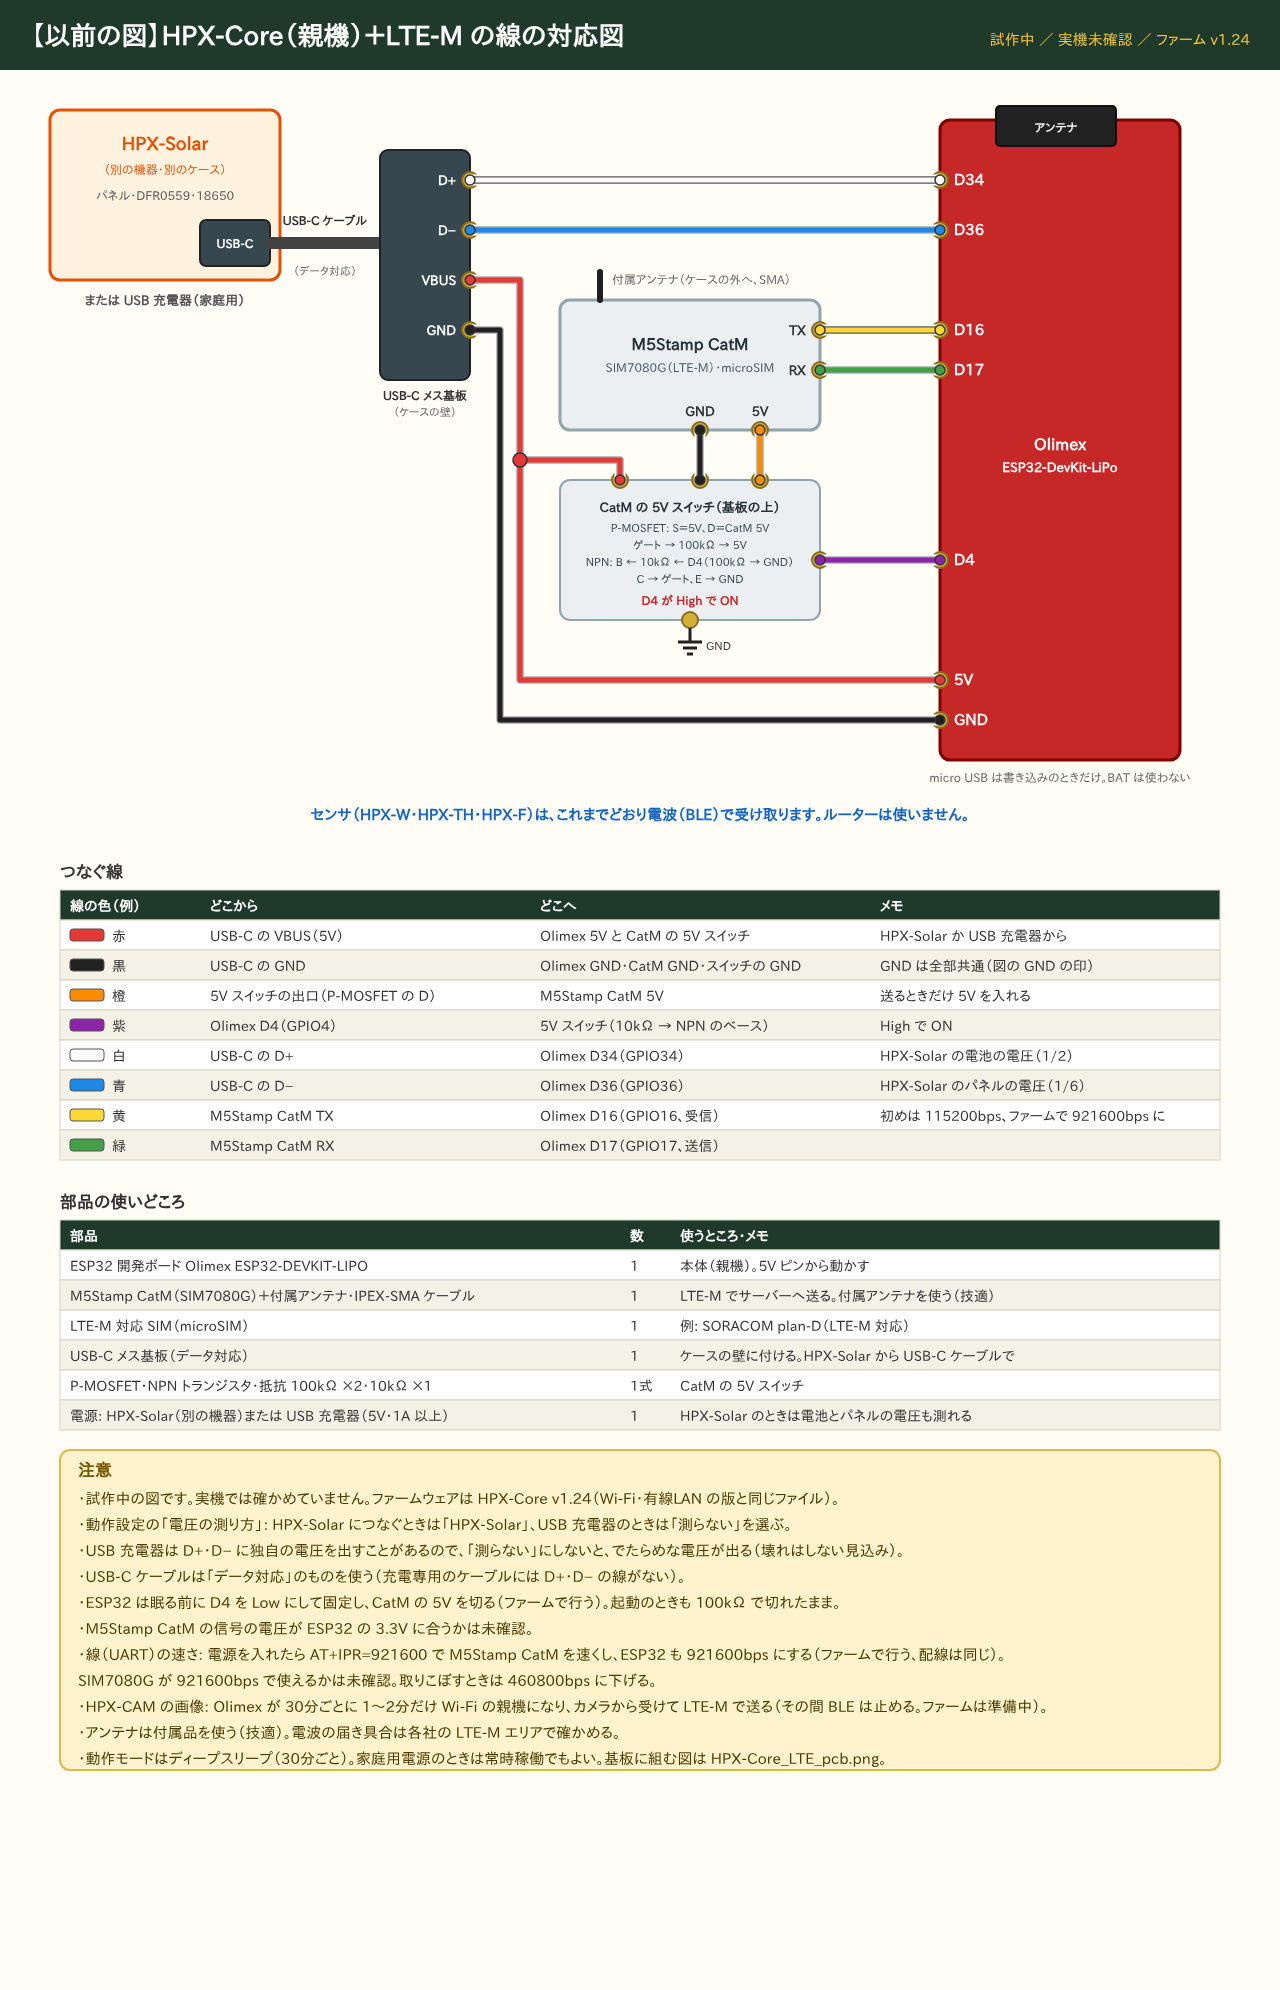 【以前の図】HPX-Core(親機)+LTE-M の線の対応図
試作中 ／ 実機未確認 ／ ファーム v1.24
アンテナ
HPX-Solar
(別の機器・別のケース)
パネル・DFR0559・18650
USB-C
USB-C ケーブル
(データ対応)
または USB 充電器(家庭用)
D+
D−
VBUS
GND
USB-C メス基板
(ケースの壁)
付属アンテナ(ケースの外へ、SMA)
M5Stamp CatM
SIM7080G(LTE-M)・microSIM
TX
RX
GND
5V
CatM の 5V スイッチ(基板の上)
P-MOSFET: S=5V、D=CatM 5V
ゲート → 100kΩ → 5V
NPN: B ← 10kΩ ← D4(100kΩ → GND)
C → ゲート、E → GND
D4 が High で ON
GND
D34
D36
D16
D17
Olimex
ESP32-DevKit-LiPo
D4
5V
GND
micro USB は書き込みのときだけ。BAT は使わない
センサ(HPX-W・HPX-TH・HPX-F)は、これまでどおり電波(BLE)で受け取ります。ルーターは使いません。
つなぐ線
線の色(例) どこから どこへ メモ
赤 USB-C の VBUS(5V) Olimex 5V と CatM の 5V スイッチ HPX-Solar か USB 充電器から
黒 USB-C の GND Olimex GND・CatM GND・スイッチの GND GND は全部共通(図の GND の印)
橙 5V スイッチの出口(P-MOSFET の D) M5Stamp CatM 5V 送るときだけ 5V を入れる
紫 Olimex D4(GPIO4) 5V スイッチ(10kΩ → NPN のベース) High で ON
白 USB-C の D+ Olimex D34(GPIO34) HPX-Solar の電池の電圧(1/2)
青 USB-C の D− Olimex D36(GPIO36) HPX-Solar のパネルの電圧(1/6)
黄 M5Stamp CatM TX Olimex D16(GPIO16、受信) 初めは 115200bps、ファームで 921600bps に
緑 M5Stamp CatM RX Olimex D17(GPIO17、送信)
部品の使いどころ
部品 数 使うところ・メモ
ESP32 開発ボード Olimex ESP32-DEVKIT-LIPO 1 本体(親機)。5V ピンから動かす
M5Stamp CatM(SIM7080G)+付属アンテナ・IPEX-SMA ケーブル 1 LTE-M でサーバーへ送る。付属アンテナを使う(技適)
LTE-M 対応 SIM(microSIM) 1 例: SORACOM plan-D(LTE-M 対応)
USB-C メス基板(データ対応) 1 ケースの壁に付ける。HPX-Solar から USB-C ケーブルで
P-MOSFET・NPN トランジスタ・抵抗 100kΩ ×2・10kΩ ×1 1式 CatM の 5V スイッチ
電源: HPX-Solar(別の機器)または USB 充電器(5V・1A 以上) 1 HPX-Solar のときは電池とパネルの電圧も測れる
注意
・試作中の図です。実機では確かめていません。ファームウェアは HPX-Core v1.24(Wi-Fi・有線LAN の版と同じファイル)。
・動作設定の「電圧の測り方」: HPX-Solar につなぐときは「HPX-Solar」、USB 充電器のときは「測らない」を選ぶ。
・USB 充電器は D+・D− に独自の電圧を出すことがあるので、「測らない」にしないと、でたらめな電圧が出る(壊れはしない見込み)。
・USB-C ケーブルは「データ対応」のものを使う(充電専用のケーブルには D+・D− の線がない)。
・ESP32 は眠る前に D4 を Low にして固定し、CatM の 5V を切る(ファームで行う)。起動のときも 100kΩ で切れたまま。
・M5Stamp CatM の信号の電圧が ESP32 の 3.3V に合うかは未確認。
・線(UART)の速さ: 電源を入れたら AT+IPR=921600 で M5Stamp CatM を速くし、ESP32 も 921600bps にする(ファームで行う、配線は同じ)。
SIM7080G が 921600bps で使えるかは未確認。取りこぼすときは 460800bps に下げる。
・HPX-CAM の画像: Olimex が 30分ごとに 1〜2分だけ Wi-Fi の親機になり、カメラから受けて LTE-M で送る(その間 BLE は止める。ファームは準備中)。
・アンテナは付属品を使う(技適)。電波の届き具合は各社の LTE-M エリアで確かめる。
・動作モードはディープスリープ(30分ごと)。家庭用電源のときは常時稼働でもよい。基板に組む図は HPX-Core_LTE_pcb.png。